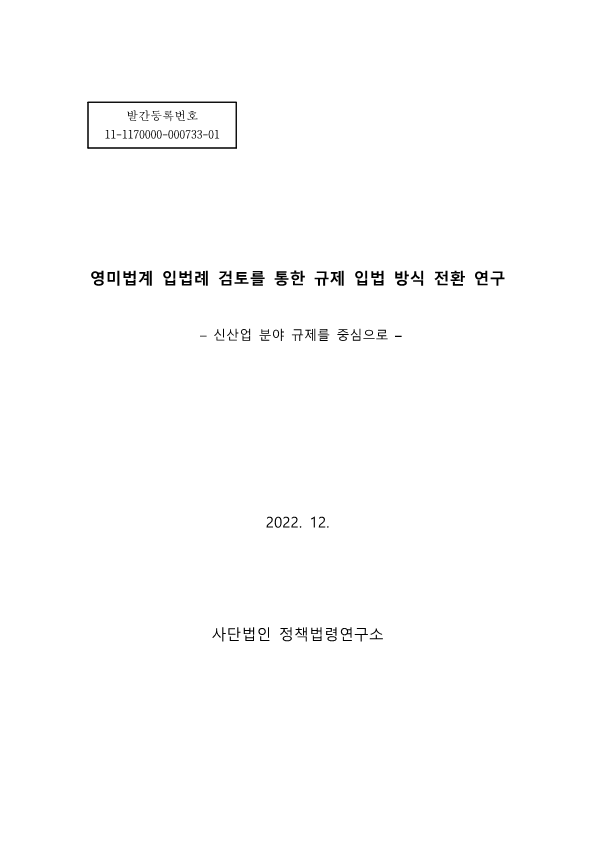 발간등록번호
11-1170000-000733-01
영미법계 입법례 검토를 통한 규제 입법 방식 전환 연구
– 신산업 분야 규제를 중심으로 –
2022. 12.
사단법인 정책법령연구소